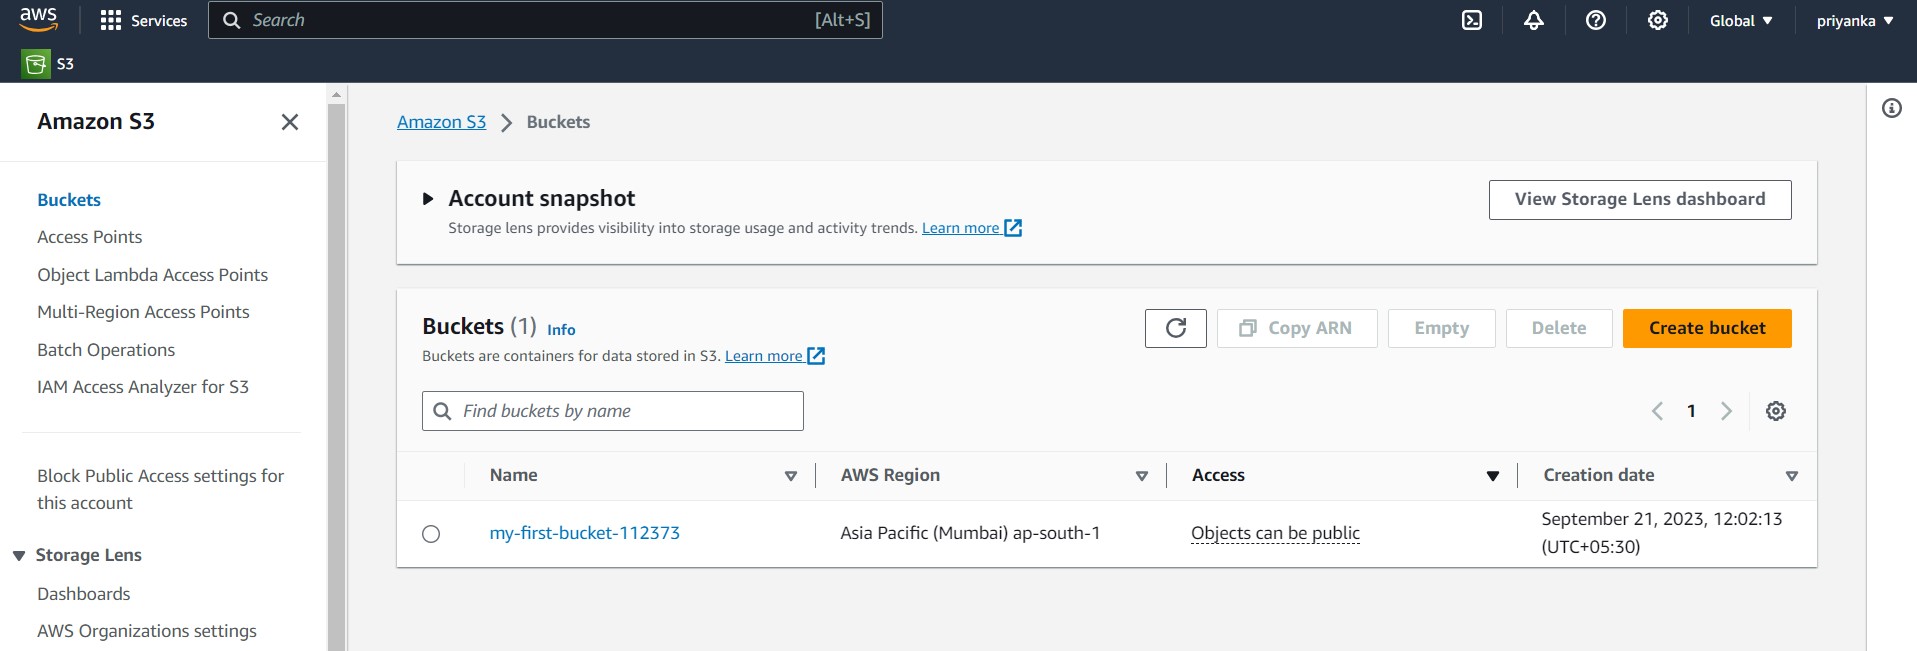 aws
Services
Search [Alt+S]
Global
priyanka
S3
Amazon S3
Buckets
Access Points
Object Lambda Access Points
Multi-Region Access Points
Batch Operations
IAM Access Analyzer for S3
Block Public Access settings for
this account
Storage Lens
Dashboards
AWS Organizations settings
Amazon S3 > Buckets
Account snapshot
Storage lens provides visibility into storage usage and activity trends. Learn more
View Storage Lens dashboard
Buckets (1) Info
Buckets are containers for data stored in S3. Learn more
Copy ARN
Empty
Delete
Create bucket
Find buckets by name
1
Name AWS Region Access Creation date
my-first-bucket-112373 Asia Pacific (Mumbai) ap-south-1 Objects can be public September 21, 2023, 12:02:13
(UTC+05:30)